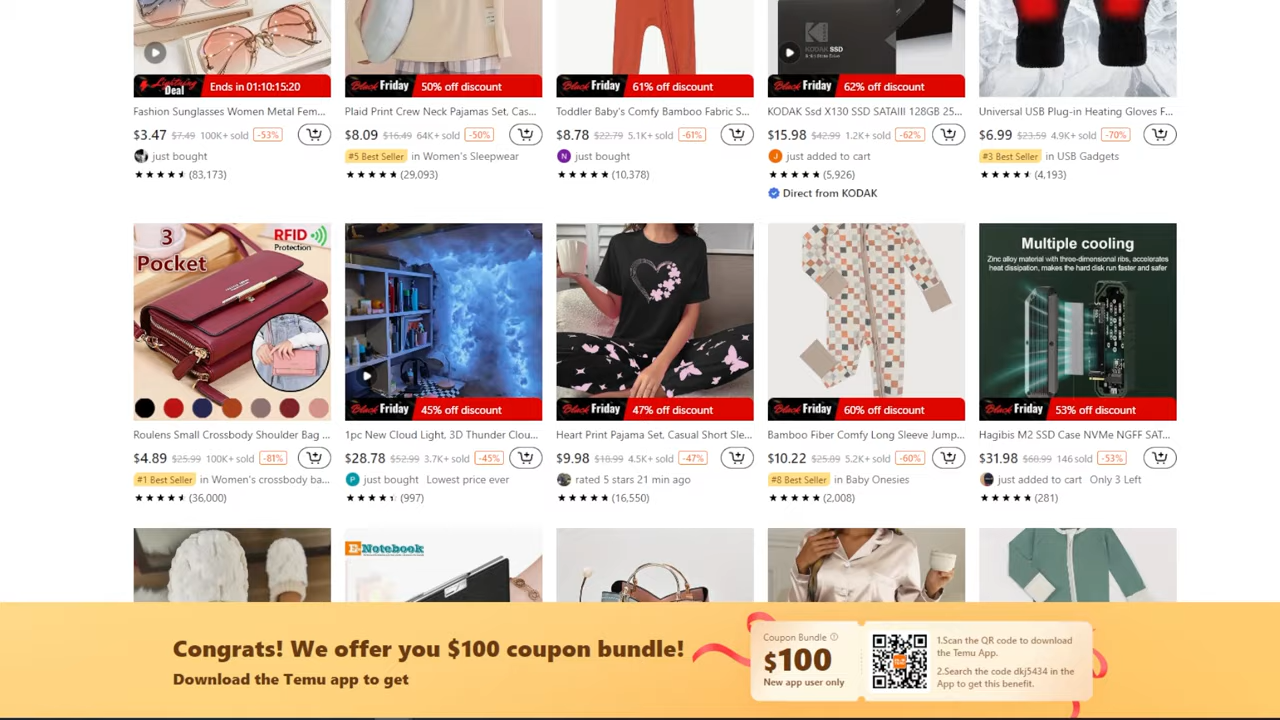 Lightning Deal Ends in 01:10:15:20
Black Friday 50% off discount
Black Friday 61% off discount
KODAK SSD
Black Friday 62% off discount
Black Friday 70% off discount
Fashion Sunglasses Women Metal Fem...
$3.47 $7.49 100K+ sold -53%
just bought
(83,173)
Plaid Print Crew Neck Pajamas Set, Cas...
$8.09 $16.49 64K+ sold -50%
#5 Best Seller in Women's Sleepwear
(29,093)
Toddler Baby's Comfy Bamboo Fabric S...
$8.78 $22.79 5.1K+ sold -61%
N just bought
(10,378)
KODAK Ssd X130 SSD SATAIII 128GB 25...
$15.98 $42.99 1.2K+ sold -62%
J just added to cart
(5,926)
Direct from KODAK
Universal USB Plug-in Heating Gloves F...
$6.99 $23.59 4.9K+ sold -70%
#3 Best Seller in USB Gadgets
(4,193)
3
Pocket
RFID
Protection
Roulens Small Crossbody Shoulder Bag ...
$4.89 $25.99 100K+ sold -81%
#1 Best Seller in Women's crossbody ba...
(36,000)
Black Friday 45% off discount
1pc New Cloud Light, 3D Thunder Clou...
$28.78 $52.99 3.7K+ sold -45%
P just bought Lowest price ever
(997)
Black Friday 47% off discount
Heart Print Pajama Set, Casual Short Sle...
$9.98 $18.99 4.5K+ sold -47%
rated 5 stars 21 min ago
(16,550)
Black Friday 60% off discount
Bamboo Fiber Comfy Long Sleeve Jump...
$10.22 $25.89 5.2K+ sold -60%
#8 Best Seller in Baby Onesies
(2,008)
Multiple cooling
Zinc alloy material with three-dimensional ribs, accelerates
heat dissipation, makes the hard disk run faster and safer
Black Friday 53% off discount
Hagibis M2 SSD Case NVMe NGFF SAT...
$31.98 $68.99 146 sold -53%
just added to cart Only 3 Left
(281)
E-Notebook
Congrats! We offer you $100 coupon bundle!
Download the Temu app to get
Coupon Bundle
$100
New app user only
1.Scan the QR code to download
the Temu App.
2.Search the code dkj5434 in the
App to get this benefit.